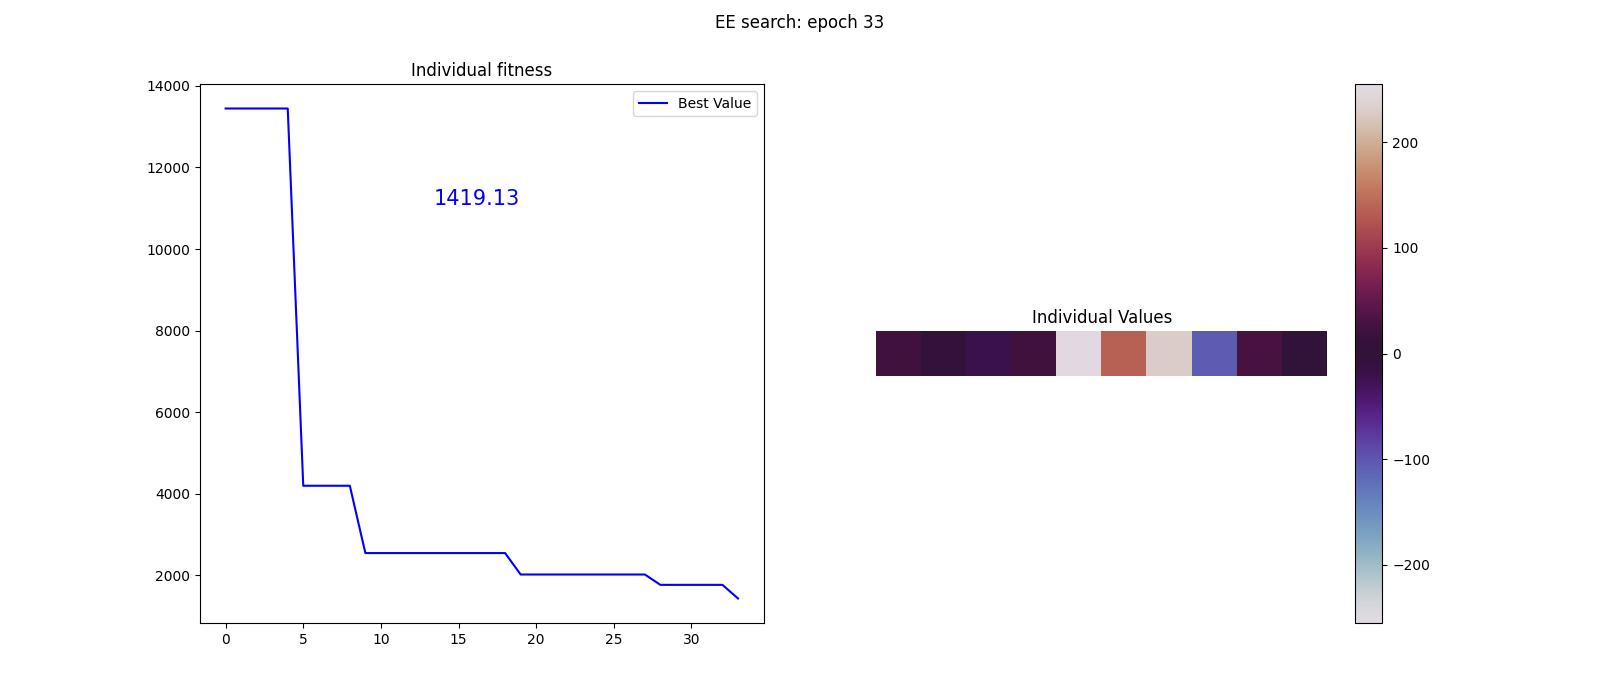 EE search: epoch 33
Individual fitness
14000
12000
10000
8000
6000
4000
2000
0 5 10 15 20 25 30
Best Value
1419.13
Individual Values
200
100
0
−100
−200